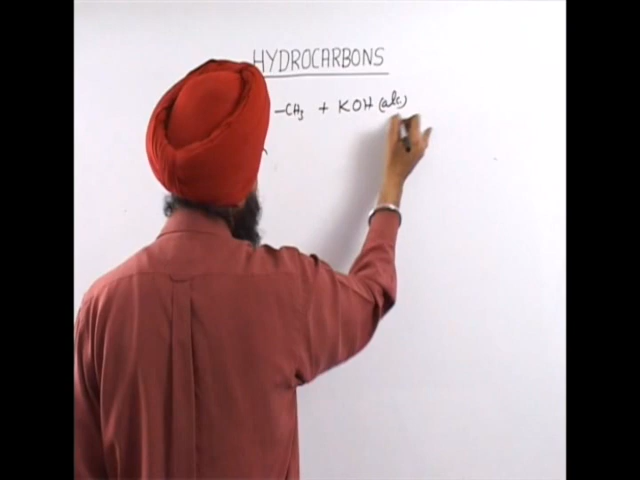 HYDROCARBONS
–CH₃ + KOH (alc.)